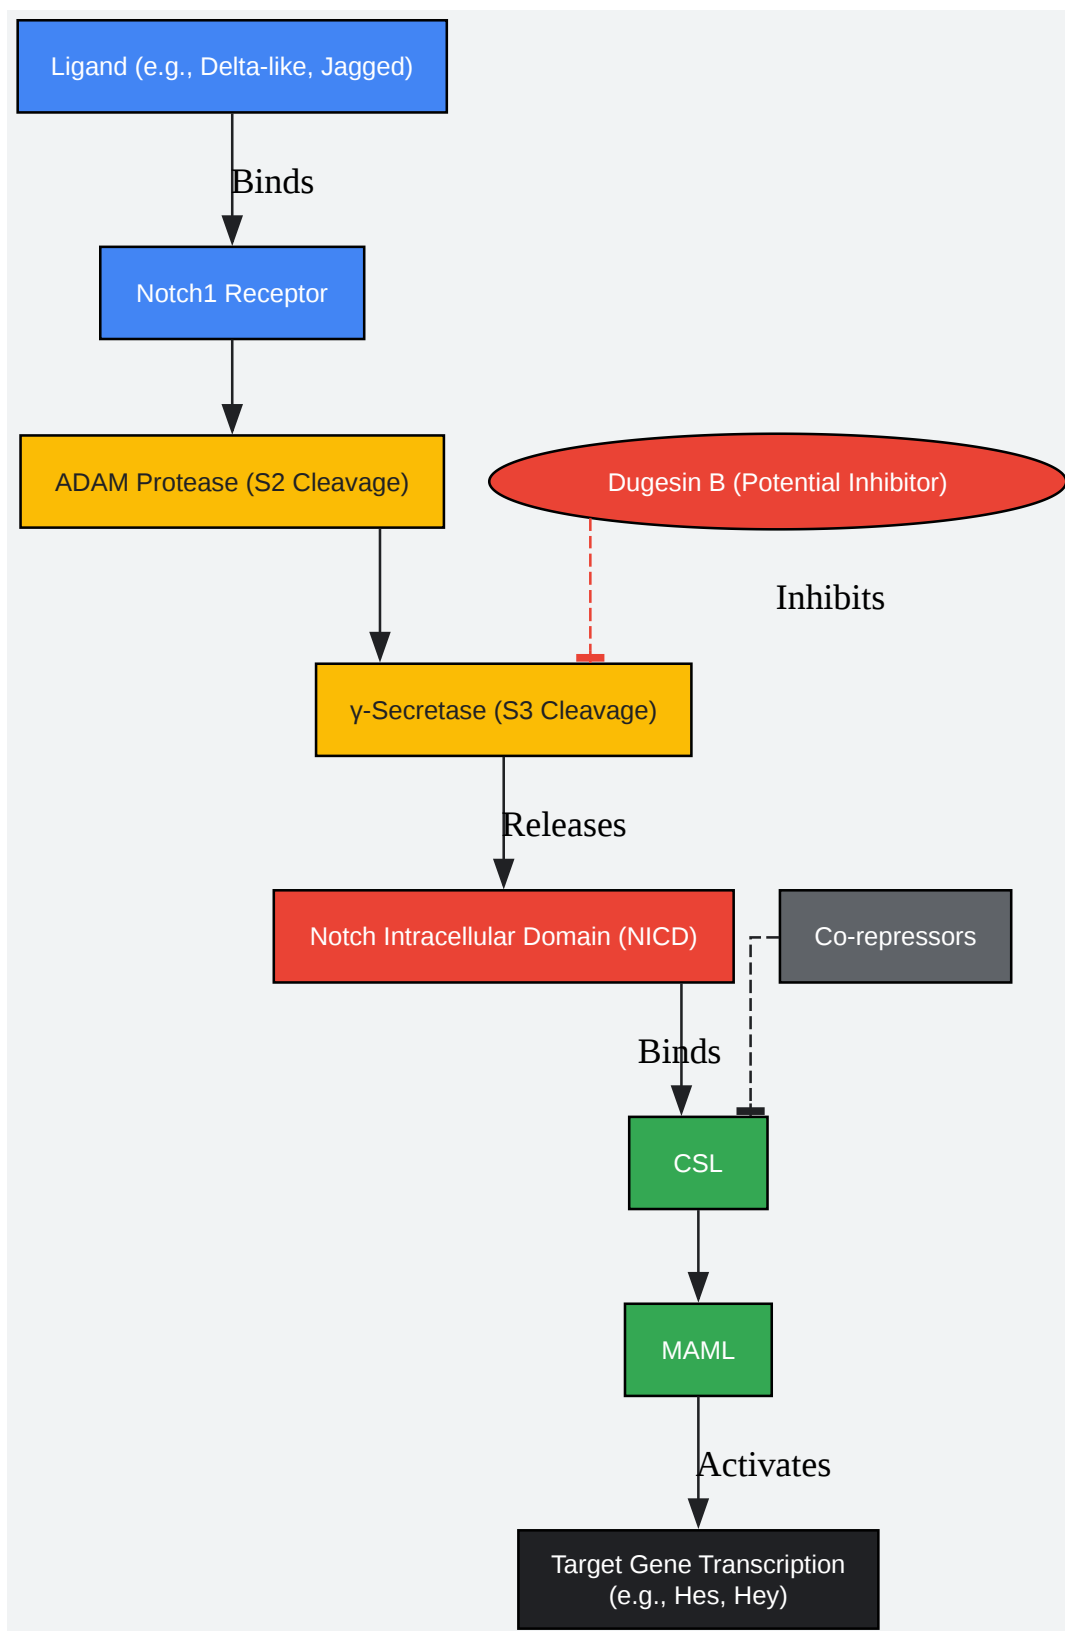 Ligand (e.g., Delta-like, Jagged)
Binds
Notch1 Receptor
ADAM Protease (S2 Cleavage)
Dugesin B (Potential Inhibitor)
Inhibits
γ-Secretase (S3 Cleavage)
Releases
Notch Intracellular Domain (NICD)
Co-repressors
Binds
CSL
MAML
Activates
Target Gene Transcription
(e.g., Hes, Hey)